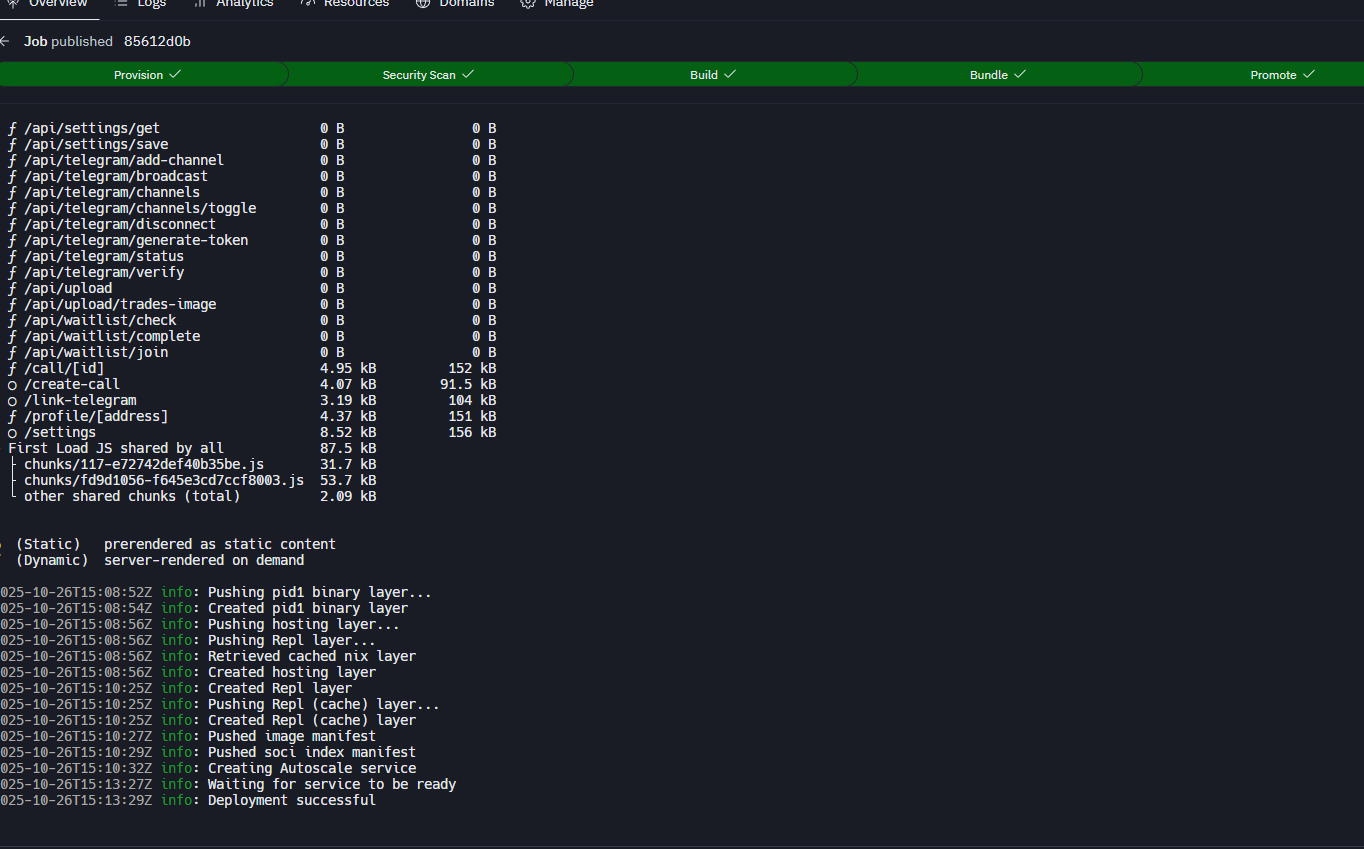 Overview Logs Analytics Resources Domains Manage
← Job published 85612d0b
Provision ✓ Security Scan ✓ Build ✓ Bundle ✓ Promote ✓
ƒ /api/settings/get 0 B 0 B
ƒ /api/settings/save 0 B 0 B
ƒ /api/telegram/add-channel 0 B 0 B
ƒ /api/telegram/broadcast 0 B 0 B
ƒ /api/telegram/channels 0 B 0 B
ƒ /api/telegram/channels/toggle 0 B 0 B
ƒ /api/telegram/disconnect 0 B 0 B
ƒ /api/telegram/generate-token 0 B 0 B
ƒ /api/telegram/status 0 B 0 B
ƒ /api/telegram/verify 0 B 0 B
ƒ /api/upload 0 B 0 B
ƒ /api/upload/trades-image 0 B 0 B
ƒ /api/waitlist/check 0 B 0 B
ƒ /api/waitlist/complete 0 B 0 B
ƒ /api/waitlist/join 0 B 0 B
ƒ /call/[id] 4.95 kB 152 kB
○ /create-call 4.07 kB 91.5 kB
○ /link-telegram 3.19 kB 104 kB
ƒ /profile/[address] 4.37 kB 151 kB
○ /settings 8.52 kB 156 kB
First Load JS shared by all 87.5 kB
├ chunks/117-e72742def40b35be.js 31.7 kB
├ chunks/fd9d1056-f645e3cd7ccf8003.js 53.7 kB
└ other shared chunks (total) 2.09 kB
(Static) prerendered as static content
(Dynamic) server-rendered on demand
025-10-26T15:08:52Z info: Pushing pid1 binary layer...
025-10-26T15:08:54Z info: Created pid1 binary layer
025-10-26T15:08:56Z info: Pushing hosting layer...
025-10-26T15:08:56Z info: Pushing Repl layer...
025-10-26T15:08:56Z info: Retrieved cached nix layer
025-10-26T15:08:56Z info: Created hosting layer
025-10-26T15:10:25Z info: Created Repl layer
025-10-26T15:10:25Z info: Pushing Repl (cache) layer...
025-10-26T15:10:25Z info: Created Repl (cache) layer
025-10-26T15:10:27Z info: Pushed image manifest
025-10-26T15:10:29Z info: Pushed soci index manifest
025-10-26T15:10:32Z info: Creating Autoscale service
025-10-26T15:13:27Z info: Waiting for service to be ready
025-10-26T15:13:29Z info: Deployment successful